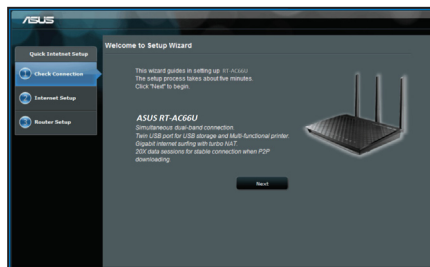 ASUS
Quick Internet Setup
1 Check Connection
2 Internet Setup
3 Router Setup
Welcome to Setup Wizard
This wizard guides in setting up RT-AC66U
The setup process takes about five minutes.
Click "Next" to begin.
ASUS RT-AC66U
Simultaneous dual-band connection.
Twin USB port for USB storage and Multi-functional printer.
Gigabit internet surfing with turbo NAT.
20X data sessions for stable connection when P2P
downloading.
Next